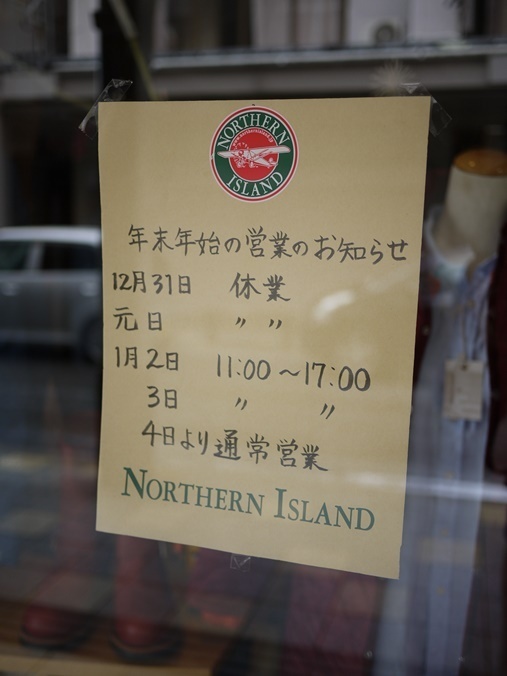 NORTHERN
ISLAND
年末年始の営業のお知らせ
12月31日 休業
元日 〃 〃
1月2日 11:00～17:00
3日 〃 〃
4日より通常営業
NORTHERN ISLAND